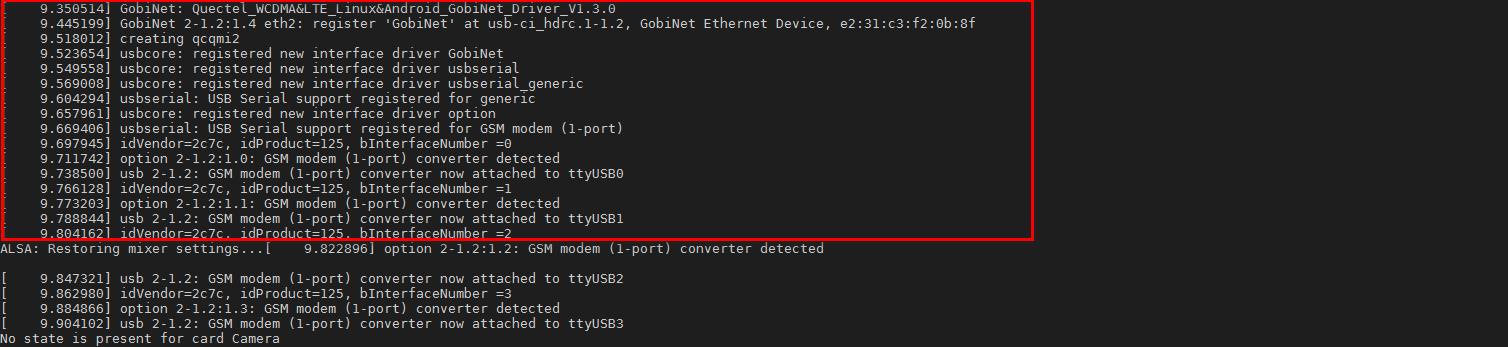 [    9.350514] GobiNet: Quectel_WCDMA&LTE_Linux&Android_GobiNet_Driver_V1.3.0
[    9.445199] GobiNet 2-1.2:1.4 eth2: register 'GobiNet' at usb-ci_hdrc.1-1.2, GobiNet Ethernet Device, e2:31:c3:f2:0b:8f
[    9.518012] creating qcqmi2
[    9.523654] usbcore: registered new interface driver GobiNet
[    9.549558] usbcore: registered new interface driver usbserial
[    9.569008] usbcore: registered new interface driver usbserial_generic
[    9.604294] usbserial: USB Serial support registered for generic
[    9.657961] usbcore: registered new interface driver option
[    9.669406] usbserial: USB Serial support registered for GSM modem (1-port)
[    9.697945] idVendor=2c7c, idProduct=125, bInterfaceNumber =0
[    9.711742] option 2-1.2:1.0: GSM modem (1-port) converter detected
[    9.738500] usb 2-1.2: GSM modem (1-port) converter now attached to ttyUSB0
[    9.766128] idVendor=2c7c, idProduct=125, bInterfaceNumber =1
[    9.773203] option 2-1.2:1.1: GSM modem (1-port) converter detected
[    9.788844] usb 2-1.2: GSM modem (1-port) converter now attached to ttyUSB1
[    9.804162] idVendor=2c7c, idProduct=125, bInterfaceNumber =2
ALSA: Restoring mixer settings...[    9.822896] option 2-1.2:1.2: GSM modem (1-port) converter detected
[    9.847321] usb 2-1.2: GSM modem (1-port) converter now attached to ttyUSB2
[    9.862980] idVendor=2c7c, idProduct=125, bInterfaceNumber =3
[    9.884866] option 2-1.2:1.3: GSM modem (1-port) converter detected
[    9.904102] usb 2-1.2: GSM modem (1-port) converter now attached to ttyUSB3
No state is present for card Camera